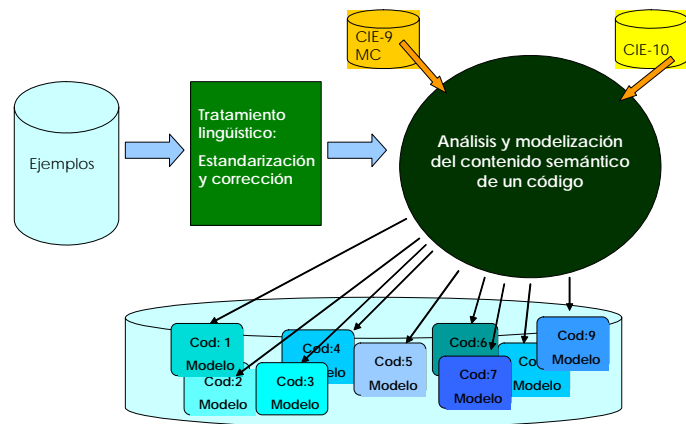 CIE-9
MC
CIE-10
Ejemplos
Tratamiento
lingüístico:
Estandarización
y corrección
Análisis y modelización
del contenido semántico
de un código
Cod: 1
Modelo
Cod:2
Modelo
Cod:3
Modelo
Cod:4
Cod:5
Modelo
Cod:6
Cod:7
Modelo
Cod:9
Modelo